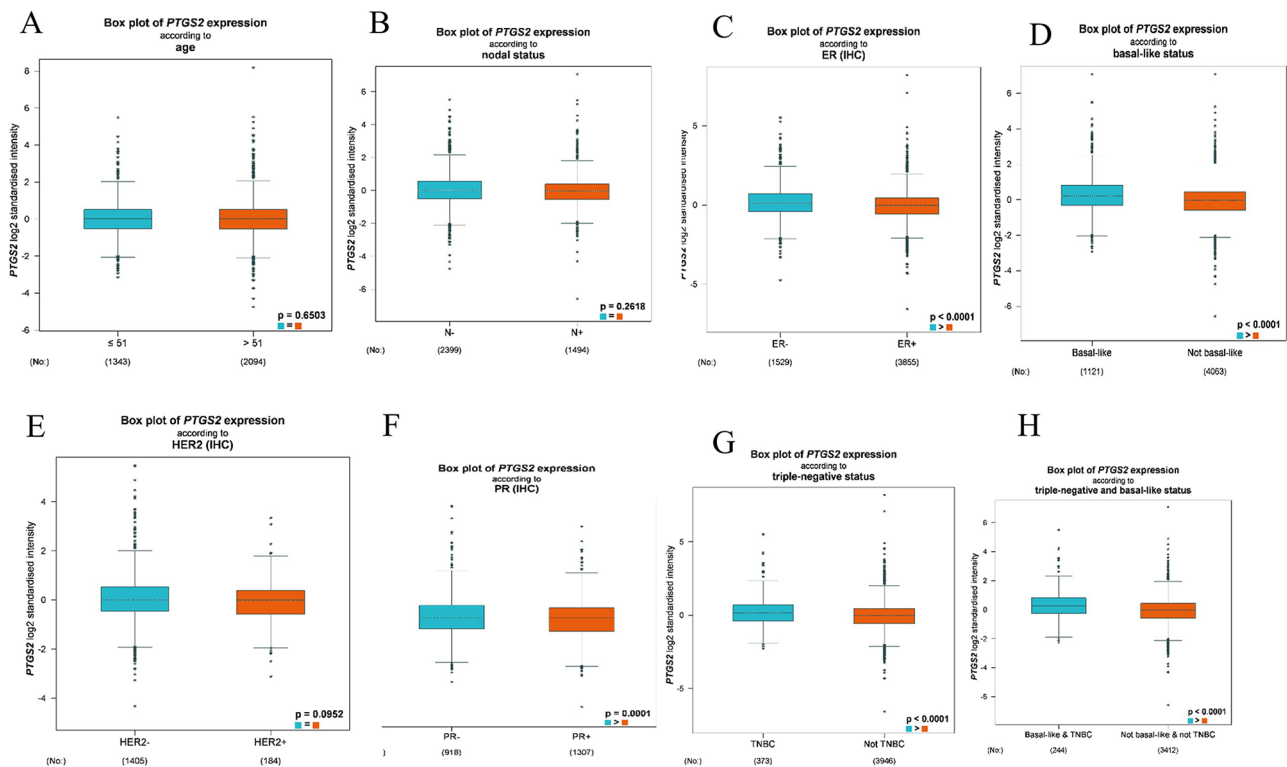 A
Box plot of PTGS2 expression
according to
age
PTGS2 log2 standardised intensity
8
6
4
2
0
-2
-4
-6
p = 0.6503
=
≤ 51
> 51
(No:)
(1343)
(2094)
B
Box plot of PTGS2 expression
according to
nodal status
PTGS2 log2 standardised intensity
6
4
2
0
-2
-4
-6
p = 0.2618
=
N-
N+
(No:)
(2399)
(1494)
C
Box plot of PTGS2 expression
according to
ER (IHC)
PTGS2 log2 standardised intensity
5
0
-5
p < 0.0001
>
ER-
ER+
(No:)
(1529)
(3855)
D
Box plot of PTGS2 expression
according to
basal-like status
PTGS2 log2 standardised intensity
6
4
2
0
-2
-4
-6
p < 0.0001
>
Basal-like
Not basal-like
(No:)
(1121)
(4063)
E
Box plot of PTGS2 expression
according to
HER2 (IHC)
PTGS2 log2 standardised intensity
4
2
0
-2
-4
p = 0.0952
=
HER2-
HER2+
(No:)
(1405)
(184)
F
Box plot of PTGS2 expression
according to
PR (IHC)
p = 0.0001
>
PR-
PR+
)
(918)
(1307)
G
Box plot of PTGS2 expression
according to
triple-negative status
PTGS2 log2 standardised intensity
5
0
-5
p < 0.0001
>
TNBC
Not TNBC
(No:)
(373)
(3946)
H
Box plot of PTGS2 expression
according to
triple-negative and basal-like status
PTGS2 log2 standardised intensity
6
4
2
0
-2
-4
-6
p < 0.0001
>
Basal-like & TNBC
Not basal-like & not TNBC
(No:)
(244)
(3412)